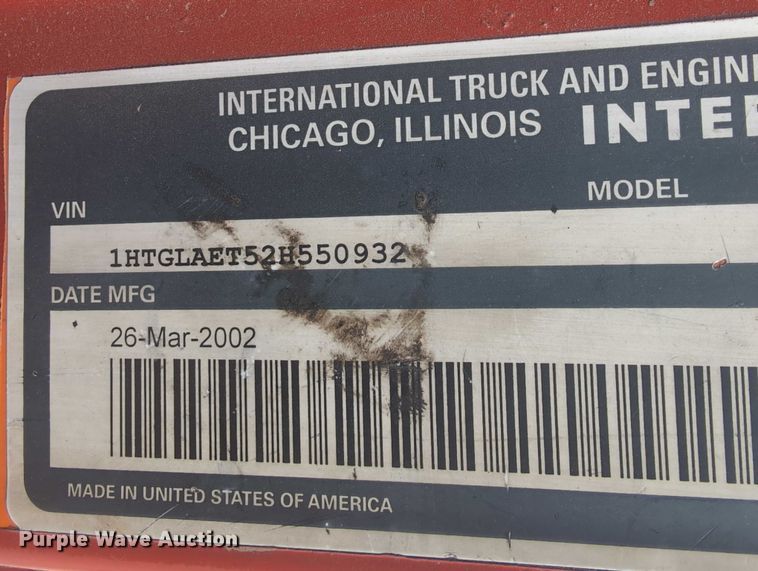 INTERNATIONAL TRUCK AND ENGIN
CHICAGO, ILLINOIS INTE
MODEL
VIN
1HTGLAET52H550932
DATE MFG
26-Mar-2002
MADE IN UNITED STATES OF AMERICA
Purple Wave Auction